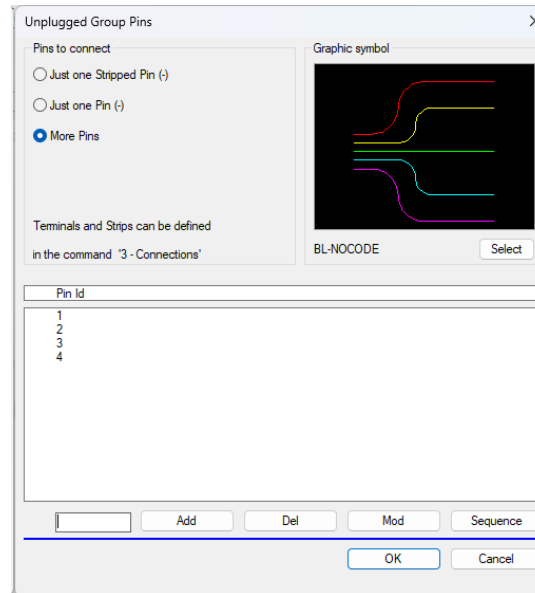 Unplugged Group Pins
Pins to connect
Just one Stripped Pin (-)
Just one Pin (-)
More Pins
Terminals and Strips can be defined
in the command '3 - Connections'
Graphic symbol
BL-NOCODE
Select
Pin Id
1
2
3
4
Add Del Mod Sequence
OK Cancel